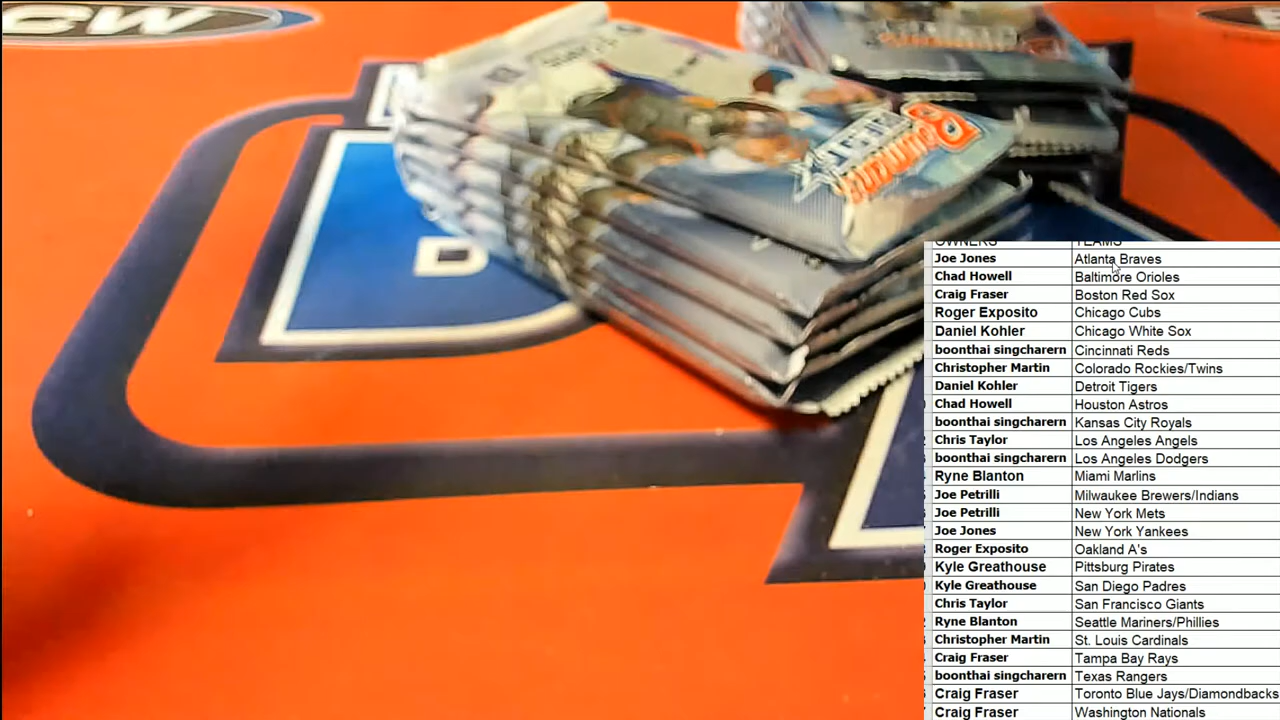 CW
Bowman
BEST
D
OWNERS TEAMS
Joe Jones Atlanta Braves
Chad Howell Baltimore Orioles
Craig Fraser Boston Red Sox
Roger Exposito Chicago Cubs
Daniel Kohler Chicago White Sox
boonthai singcharern Cincinnati Reds
Christopher Martin Colorado Rockies/Twins
Daniel Kohler Detroit Tigers
Chad Howell Houston Astros
boonthai singcharern Kansas City Royals
Chris Taylor Los Angeles Angels
boonthai singcharern Los Angeles Dodgers
Ryne Blanton Miami Marlins
Joe Petrilli Milwaukee Brewers/Indians
Joe Petrilli New York Mets
Joe Jones New York Yankees
Roger Exposito Oakland A's
Kyle Greathouse Pittsburg Pirates
Kyle Greathouse San Diego Padres
Chris Taylor San Francisco Giants
Ryne Blanton Seattle Mariners/Phillies
Christopher Martin St. Louis Cardinals
Craig Fraser Tampa Bay Rays
boonthai singcharern Texas Rangers
Craig Fraser Toronto Blue Jays/Diamondbacks
Craig Fraser Washington Nationals